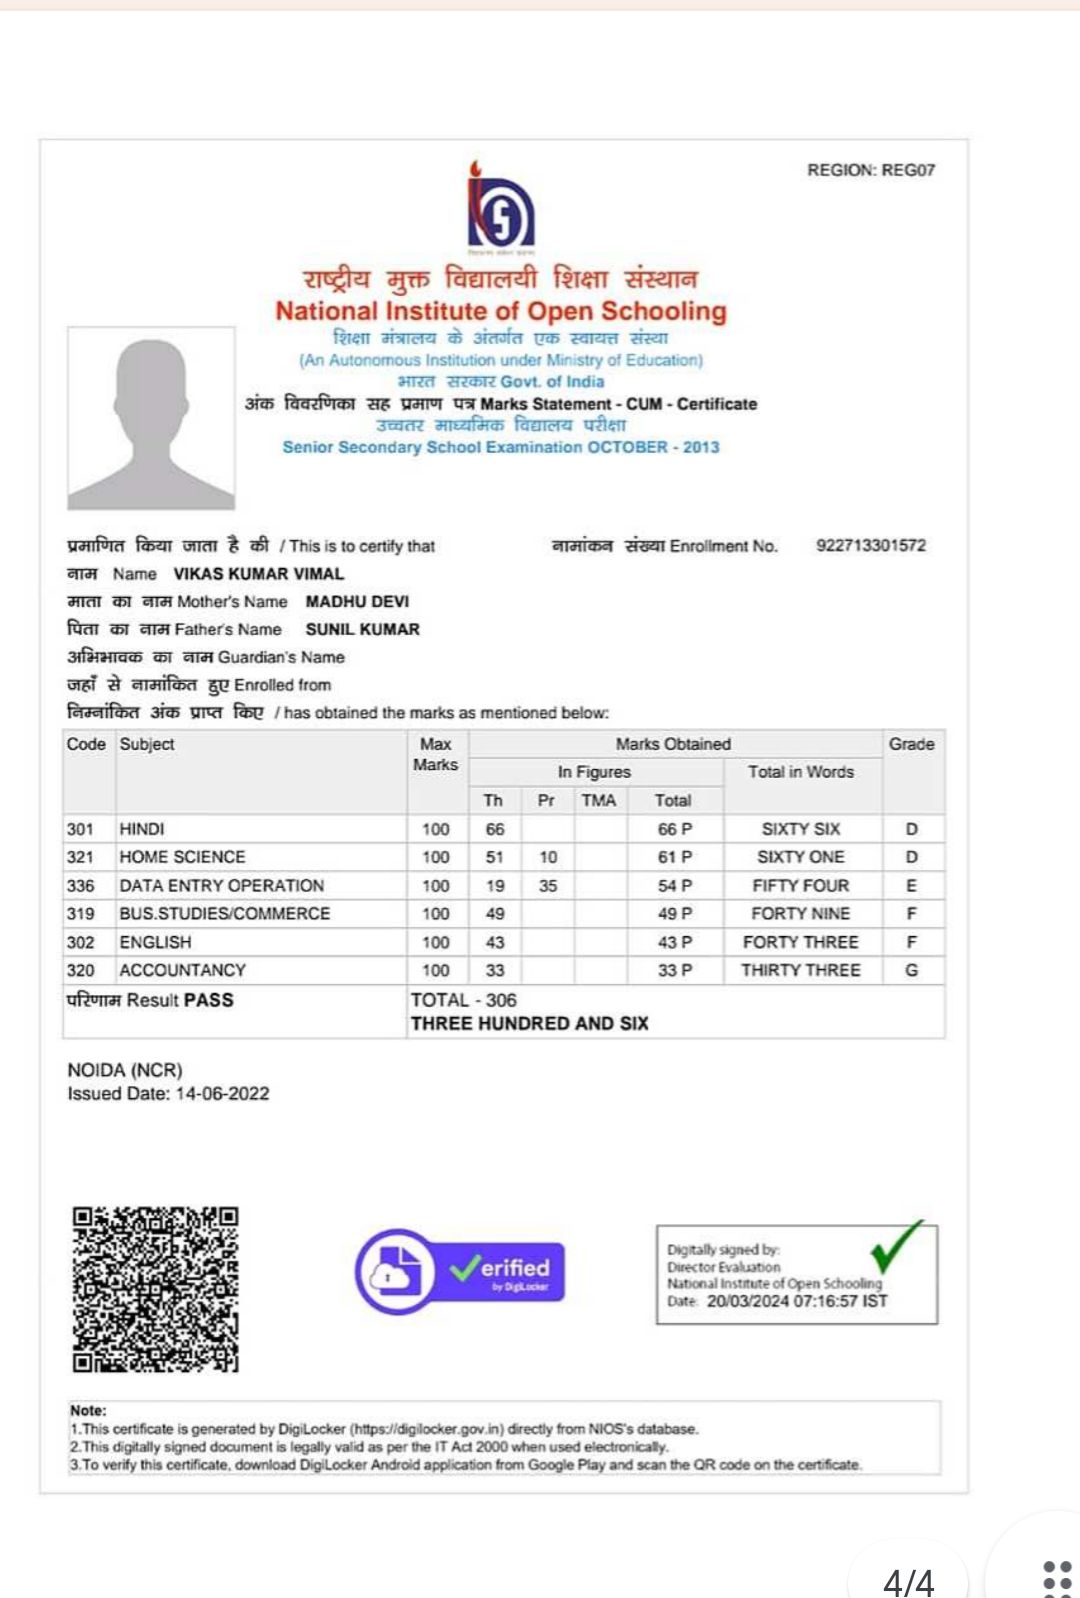 REGION: REG07
राष्ट्रीय मुक्त विद्यालयी शिक्षा संस्थान
National Institute of Open Schooling
शिक्षा मंत्रालय के अंतर्गत एक स्वायत्त संस्था
(An Autonomous Institution under Ministry of Education)
भारत सरकार Govt. of India
अंक विवरणिका सह प्रमाण पत्र Marks Statement - CUM - Certificate
उच्चतर माध्यमिक विद्यालय परीक्षा
Senior Secondary School Examination OCTOBER - 2013
प्रमाणित किया जाता है की / This is to certify that नामांकन संख्या Enrollment No. 922713301572
नाम Name VIKAS KUMAR VIMAL
माता का नाम Mother's Name MADHU DEVI
पिता का नाम Father's Name SUNIL KUMAR
अभिभावक का नाम Guardian's Name
जहाँ से नामांकित हुए Enrolled from
निम्नांकित अंक प्राप्त किए / has obtained the marks as mentioned below:
Code Subject Max Marks Marks Obtained Grade
In Figures Total in Words
Th Pr TMA Total
301 HINDI 100 66 66 P SIXTY SIX D
321 HOME SCIENCE 100 51 10 61 P SIXTY ONE D
336 DATA ENTRY OPERATION 100 19 35 54 P FIFTY FOUR E
319 BUS.STUDIES/COMMERCE 100 49 49 P FORTY NINE F
302 ENGLISH 100 43 43 P FORTY THREE F
320 ACCOUNTANCY 100 33 33 P THIRTY THREE G
परिणाम Result PASS TOTAL - 306
THREE HUNDRED AND SIX
NOIDA (NCR)
Issued Date: 14-06-2022
Verified
by DigiLocker
Digitally signed by:
Director Evaluation
National Institute of Open Schooling
Date: 20/03/2024 07:16:57 IST
Note:
1.This certificate is generated by DigiLocker (https://digilocker.gov.in) directly from NIOS's database.
2.This digitally signed document is legally valid as per the IT Act 2000 when used electronically.
3.To verify this certificate, download DigiLocker Android application from Google Play and scan the QR code on the certificate.
4/4